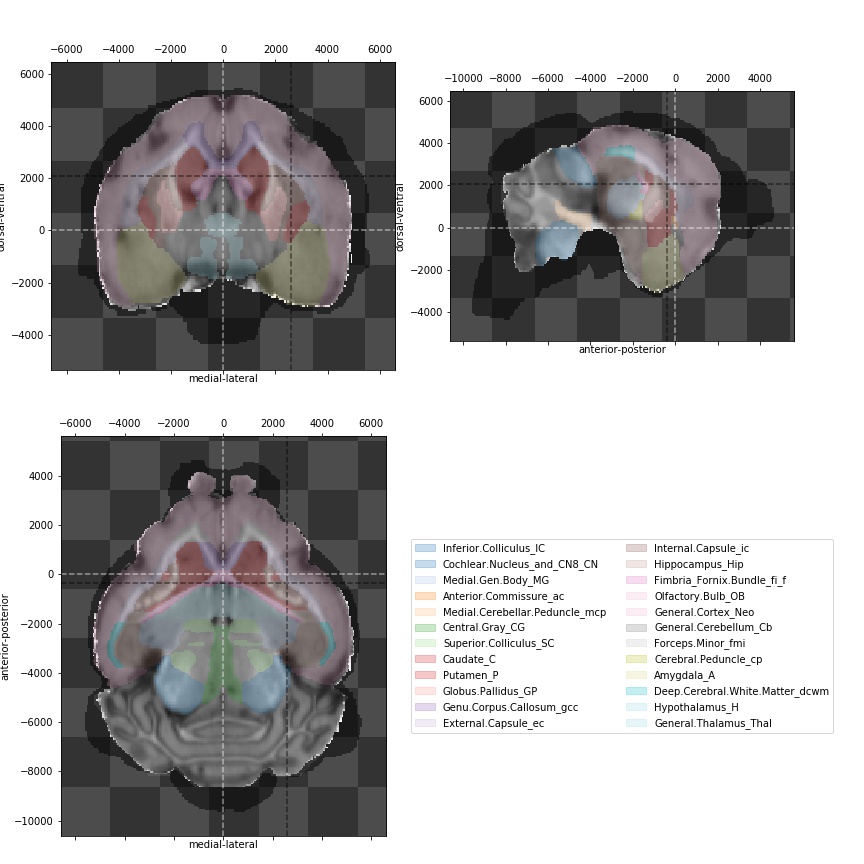 −6000 −4000 −2000 0 2000 4000 6000
6000
4000
2000
0
−2000
−4000
dorsal-ventral
medial-lateral
−10000 −8000 −6000 −4000 −2000 0 2000 4000
6000
4000
2000
0
−2000
−4000
dorsal-ventral
anterior-posterior
−6000 −4000 −2000 0 2000 4000 6000
4000
2000
0
−2000
−4000
−6000
−8000
−10000
anterior-posterior
medial-lateral
Inferior.Colliculus_IC
Cochlear.Nucleus_and_CN8_CN
Medial.Gen.Body_MG
Anterior.Commissure_ac
Medial.Cerebellar.Peduncle_mcp
Central.Gray_CG
Superior.Colliculus_SC
Caudate_C
Putamen_P
Globus.Pallidus_GP
Genu.Corpus.Callosum_gcc
External.Capsule_ec
Internal.Capsule_ic
Hippocampus_Hip
Fimbria_Fornix.Bundle_fi_f
Olfactory.Bulb_OB
General.Cortex_Neo
General.Cerebellum_Cb
Forceps.Minor_fmi
Cerebral.Peduncle_cp
Amygdala_A
Deep.Cerebral.White.Matter_dcwm
Hypothalamus_H
General.Thalamus_Thal